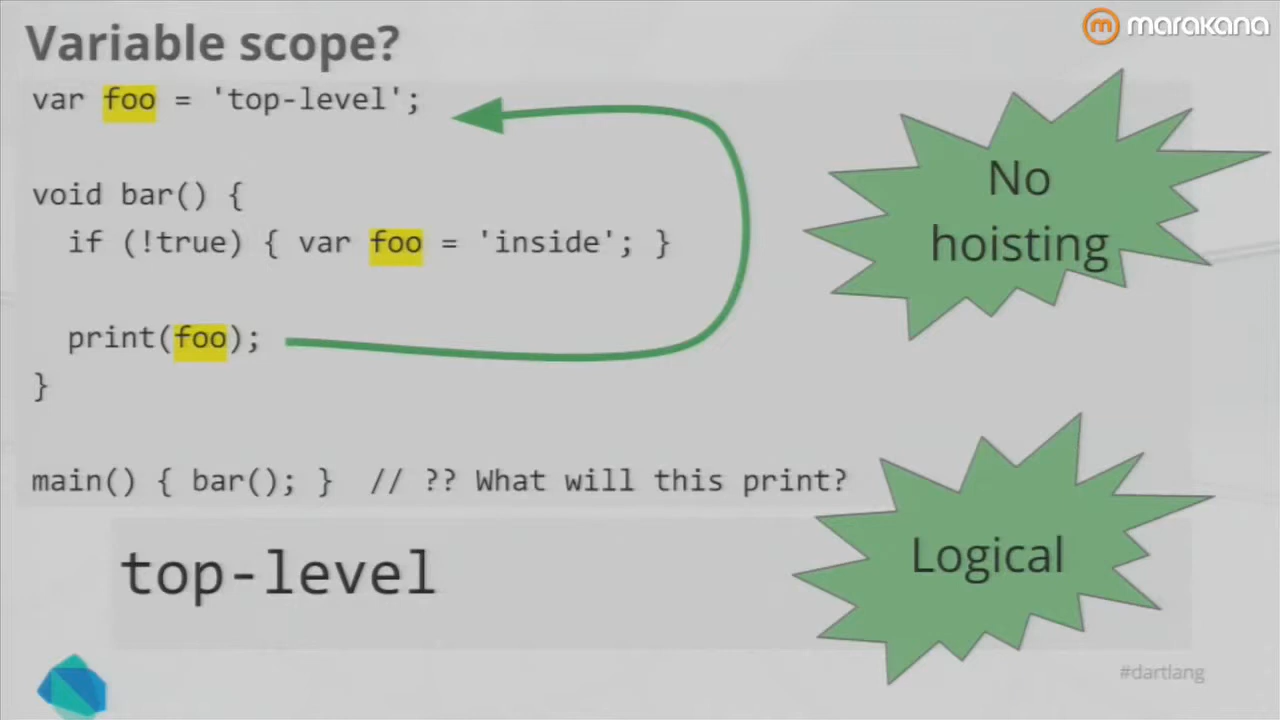 Variable scope?
marakana
var foo = 'top-level';
void bar() {
if (!true) { var foo = 'inside'; }
print(foo);
}
main() { bar(); } // ?? What will this print?
top-level
No
hoisting
Logical
#dartlang